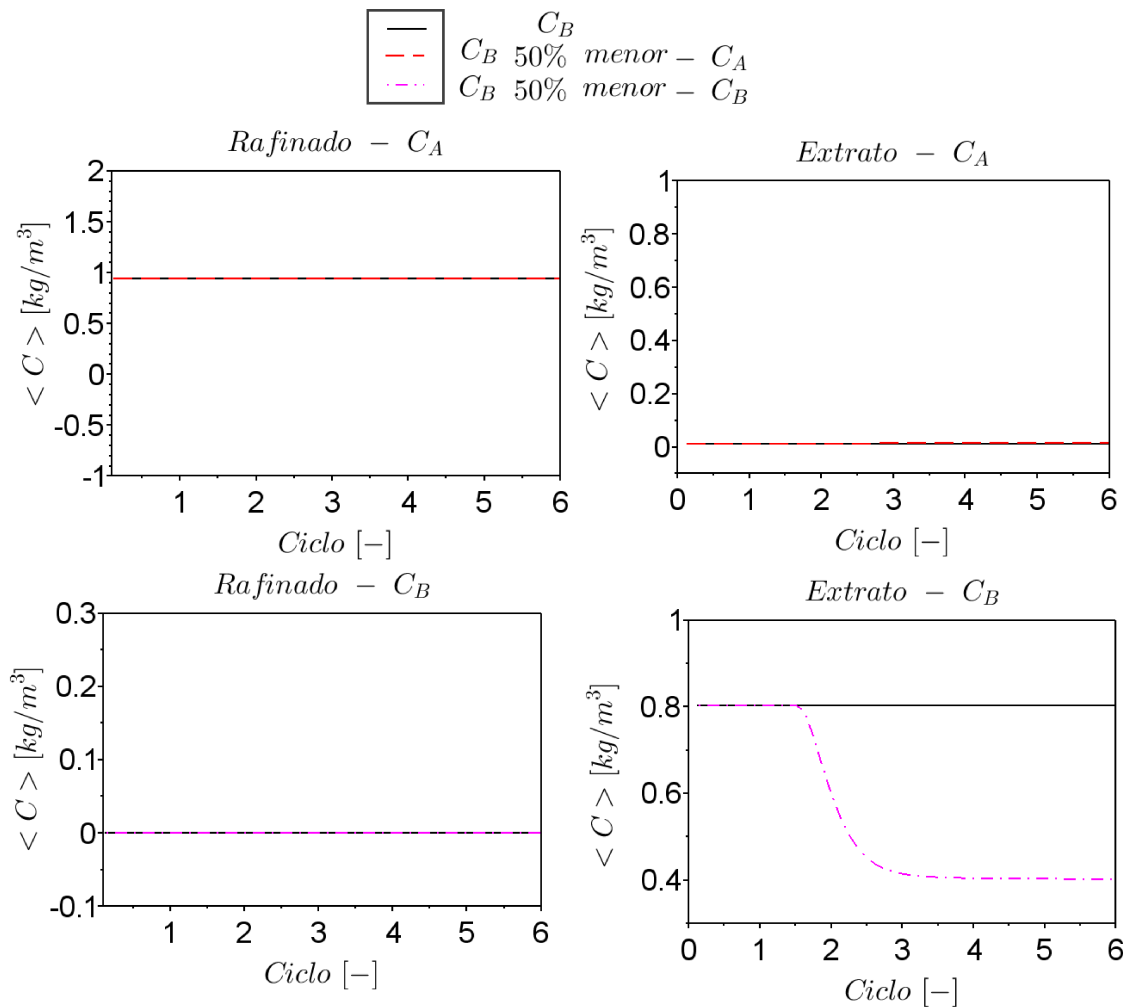 C_B
C_B 50% menor − C_A
C_B 50% menor − C_B
Rafinado − C_A
2
1.5
1
0.5
0
-0.5
-1
1 2 3 4 5 6
< C > [kg/m^3]
Ciclo [−]
Extrato − C_A
1
0.8
0.6
0.4
0.2
0
0 1 2 3 4 5 6
< C > [kg/m^3]
Ciclo [−]
Rafinado − C_B
0.3
0.2
0.1
0
-0.1
1 2 3 4 5 6
< C > [kg/m^3]
Ciclo [−]
Extrato − C_B
1
0.8
0.6
0.4
0 1 2 3 4 5 6
< C > [kg/m^3]
Ciclo [−]